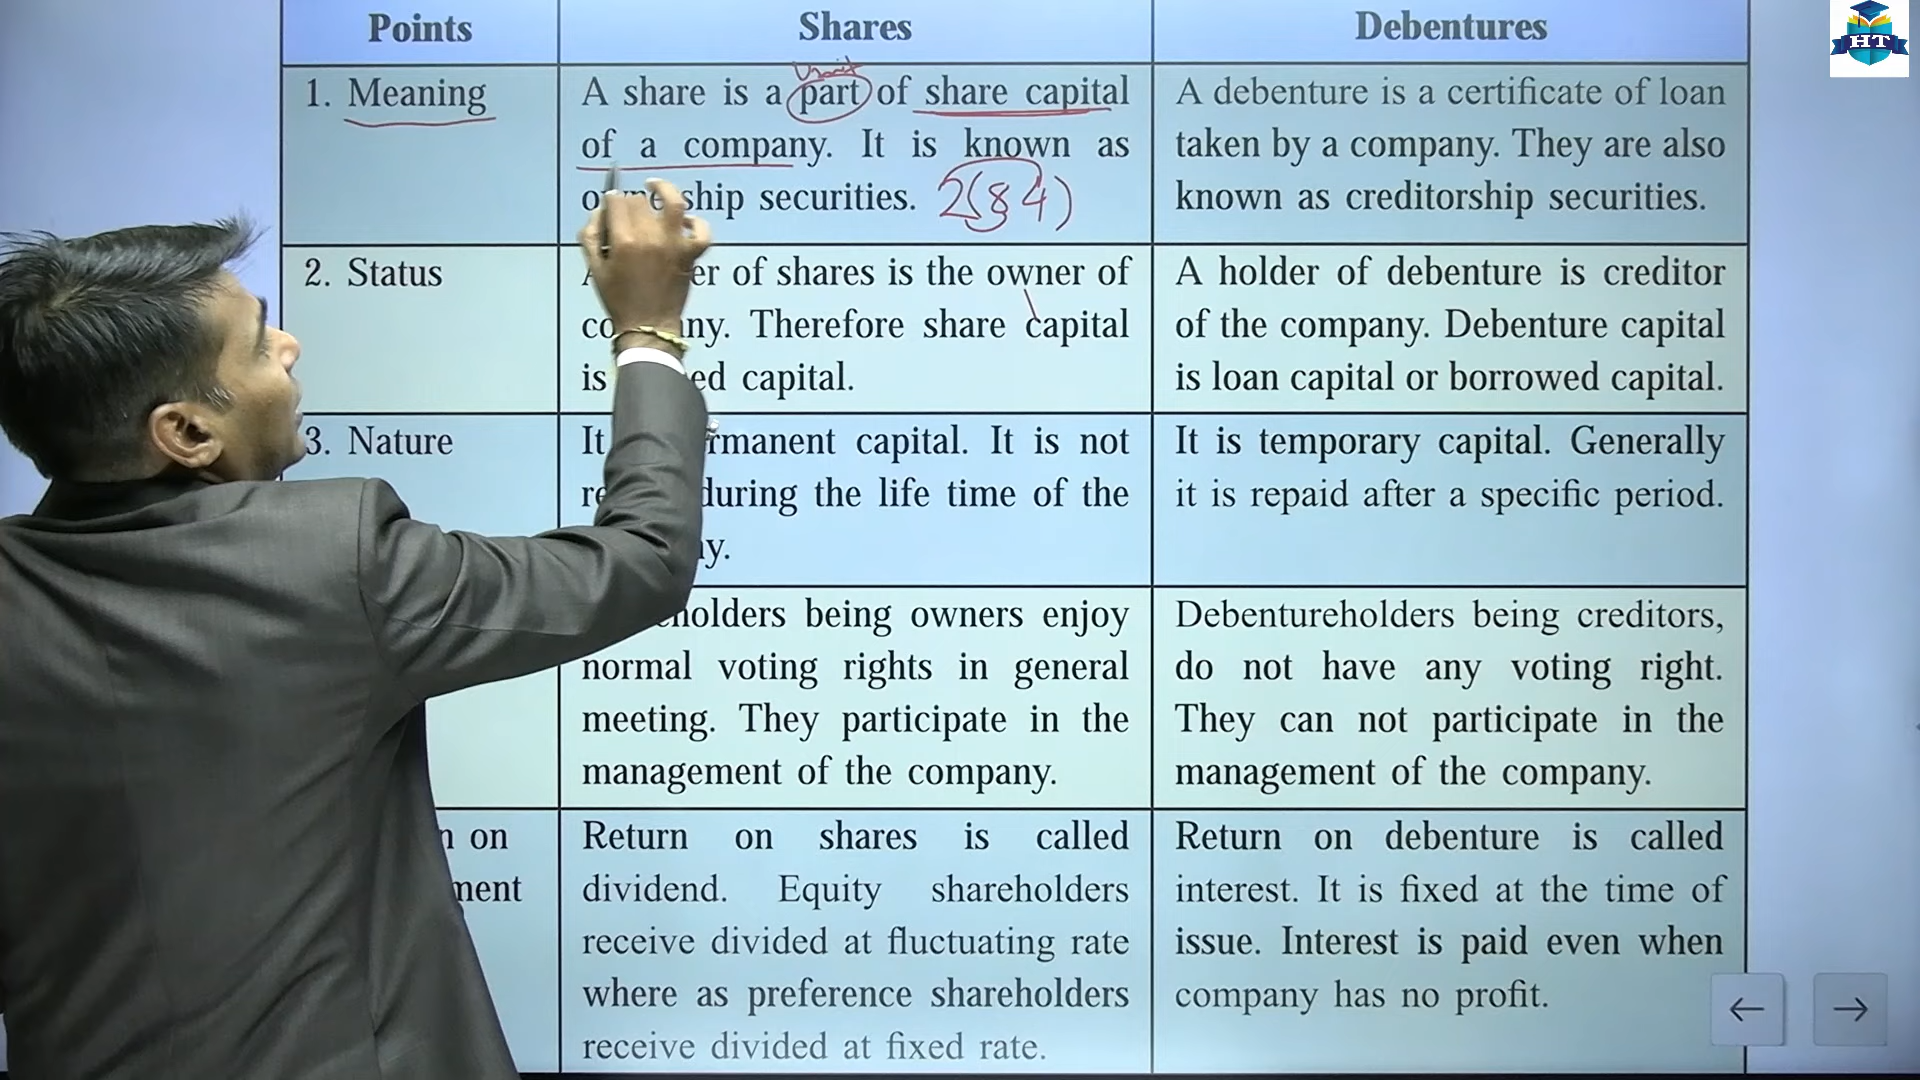 Points Shares Debentures
HT
Unit
1. Meaning
A share is a part of share capital
of a company. It is known as
securities. 2(84)
A debenture is a certificate of loan
taken by a company. They are also
known as creditorship securities.
2. Status
of shares is the owner of
Therefore share capital
is capital.
A holder of debenture is creditor
of the company. Debenture capital
is loan capital or borrowed capital.
3. Nature
It capital. It is not
during the life time of the
It is temporary capital. Generally
it is repaid after a specific period.
being owners enjoy
normal voting rights in general
meeting. They participate in the
management of the company.
Debentureholders being creditors,
do not have any voting right.
They can not participate in the
management of the company.
on
Return on shares is called
dividend. Equity shareholders
receive divided at fluctuating rate
where as preference shareholders
receive divided at fixed rate.
Return on debenture is called
interest. It is fixed at the time of
issue. Interest is paid even when
company has no profit.